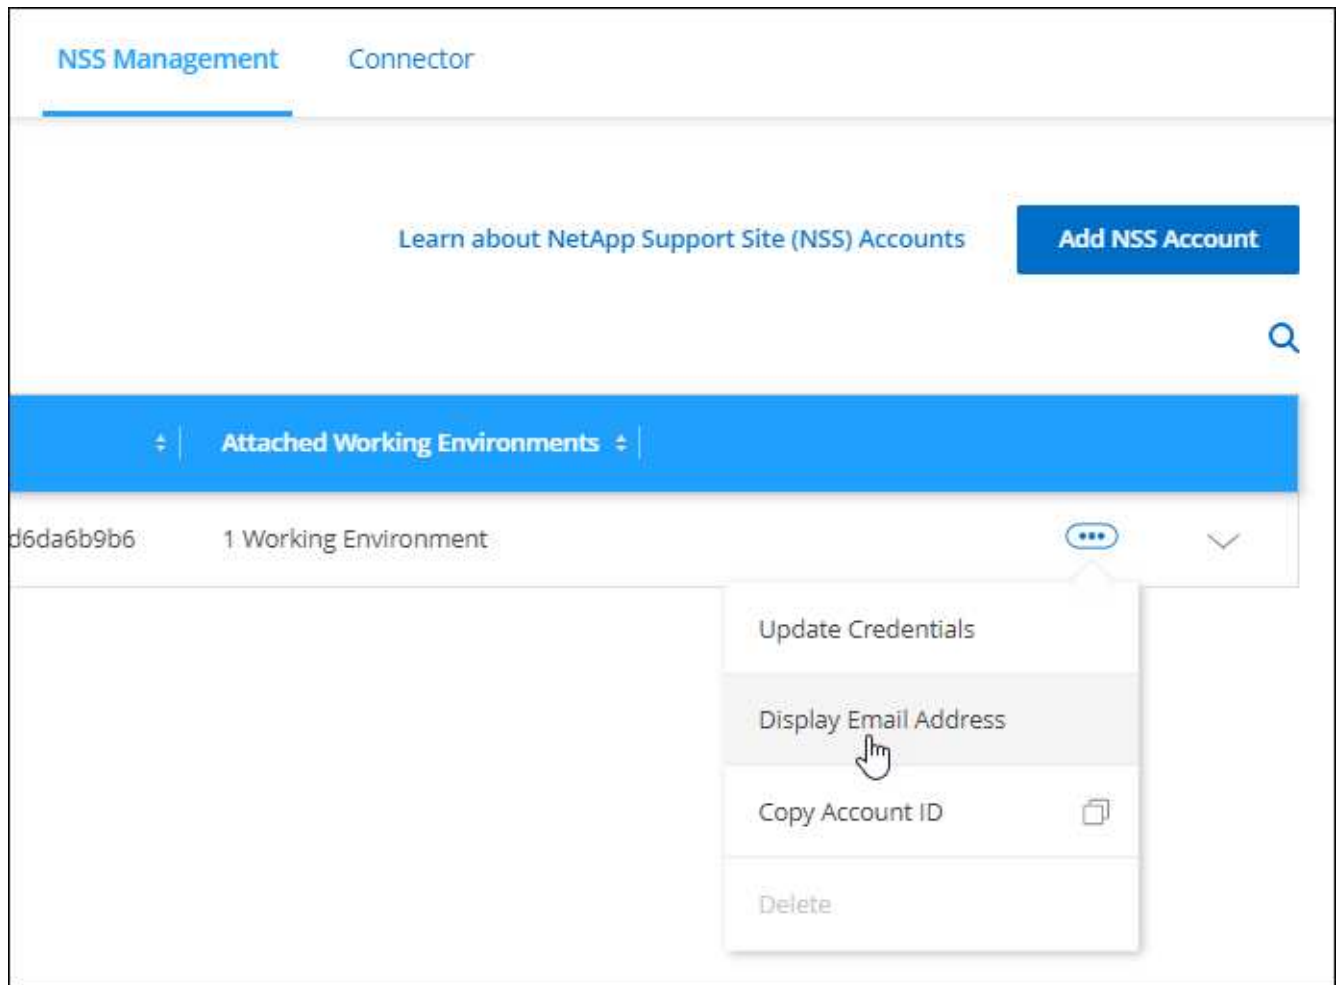 NSS Management Connector
Learn about NetApp Support Site (NSS) Accounts Add NSS Account
Attached Working Environments
d6da6b9b6 1 Working Environment
Update Credentials
Display Email Address
Copy Account ID
Delete